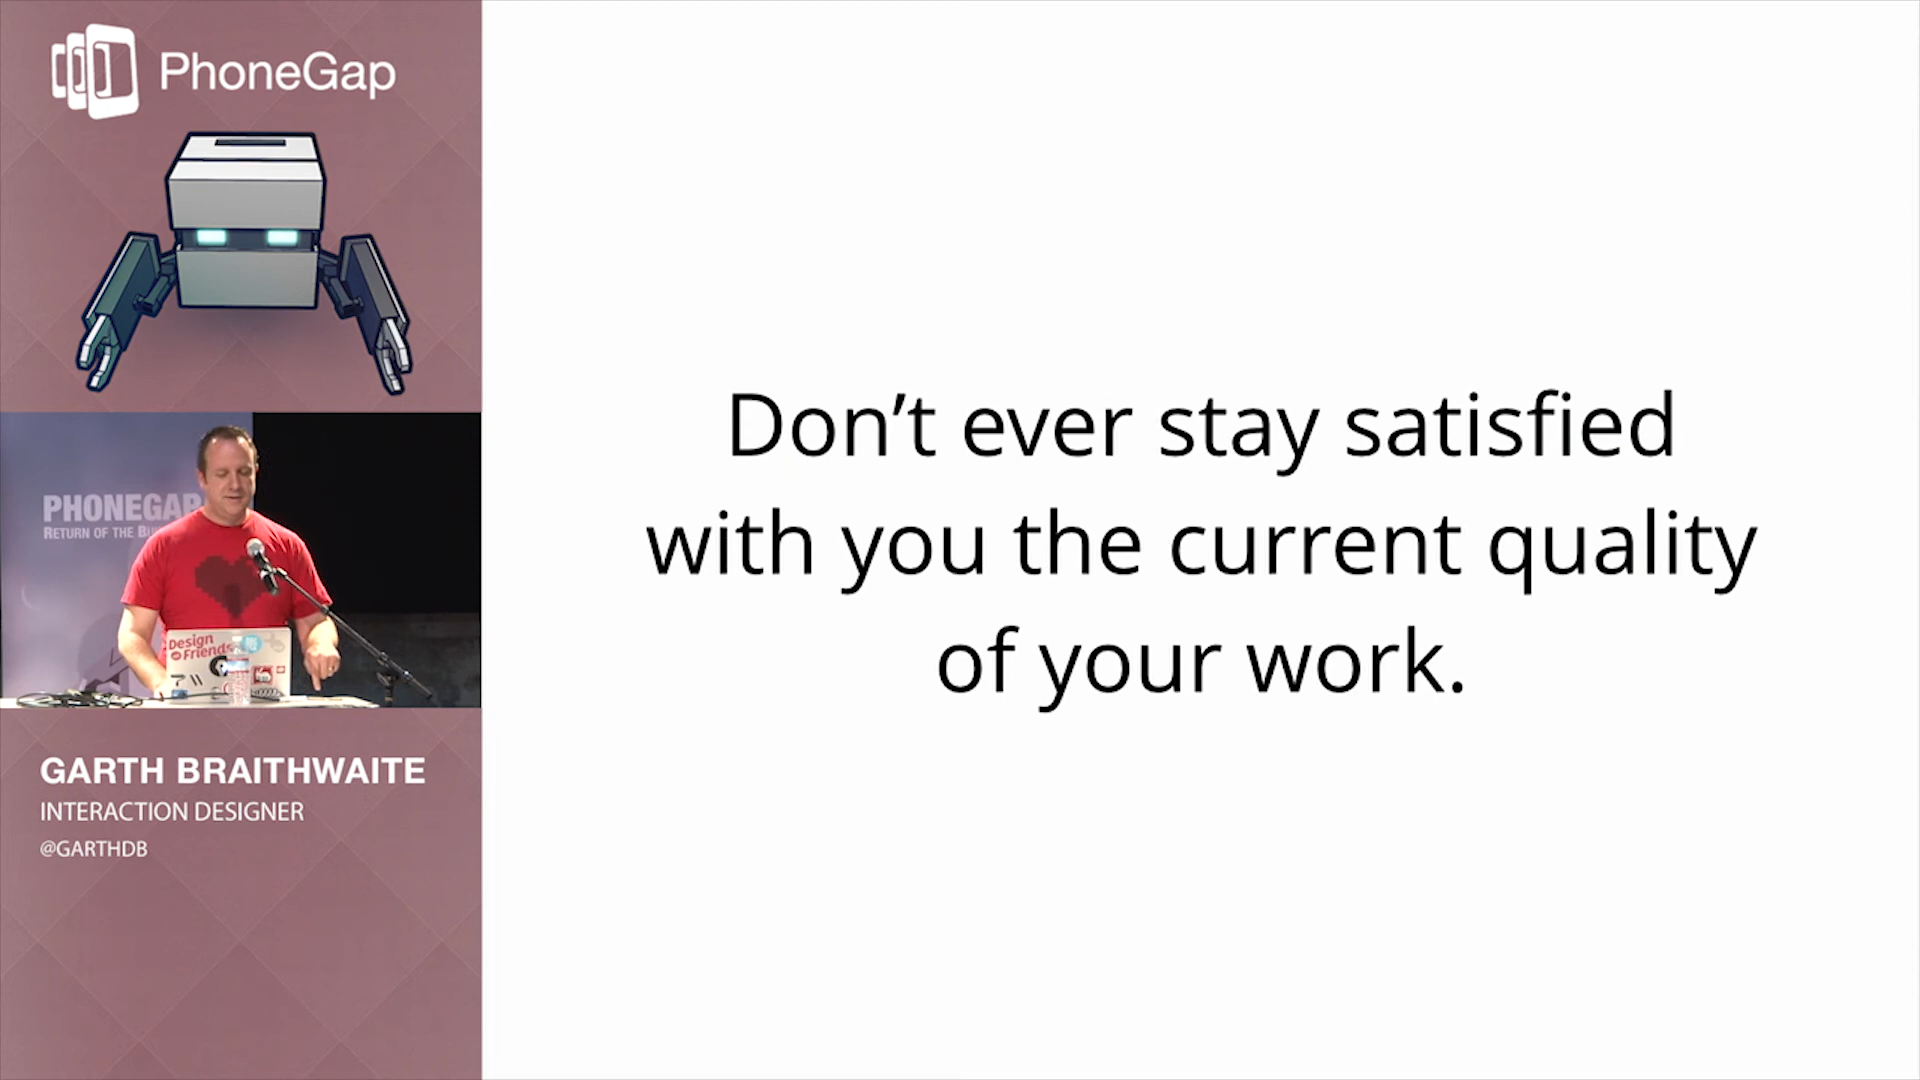 PhoneGap
PHONEGAP
RETURN OF THE
Design
Friends
GARTH BRAITHWAITE
INTERACTION DESIGNER
@GARTHDB
Don’t ever stay satisfied
with you the current quality
of your work.